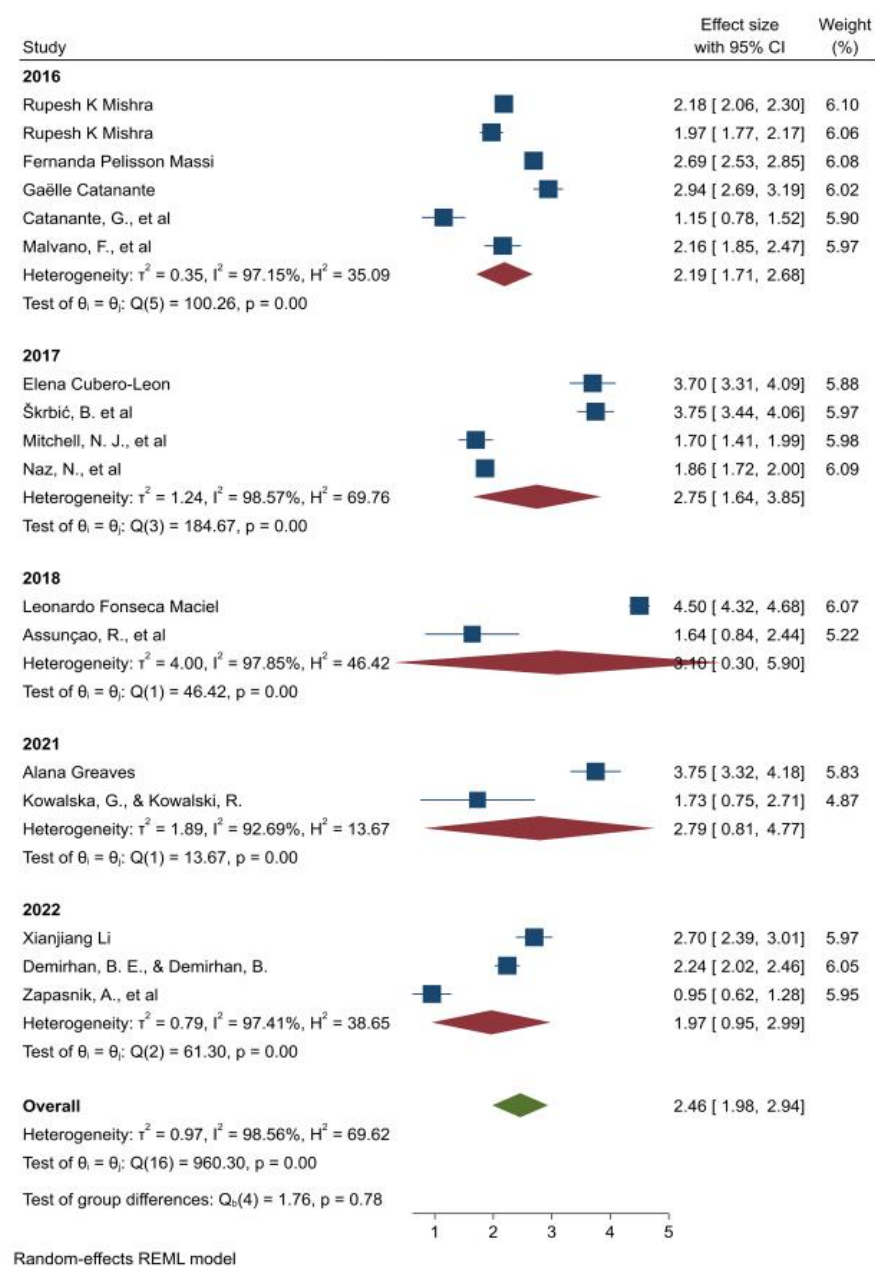 Effect size Weight
Study with 95% CI (%)
2016
Rupesh K Mishra 2.18 [ 2.06, 2.30] 6.10
Rupesh K Mishra 1.97 [ 1.77, 2.17] 6.06
Fernanda Pelisson Massi 2.69 [ 2.53, 2.85] 6.08
Gaëlle Catanante 2.94 [ 2.69, 3.19] 6.02
Catanante, G., et al 1.15 [ 0.78, 1.52] 5.90
Malvano, F., et al 2.16 [ 1.85, 2.47] 5.97
Heterogeneity: τ² = 0.35, I² = 97.15%, H² = 35.09 2.19 [ 1.71, 2.68]
Test of θᵢ = θⱼ: Q(5) = 100.26, p = 0.00
2017
Elena Cubero-Leon 3.70 [ 3.31, 4.09] 5.88
Škrbić, B. et al 3.75 [ 3.44, 4.06] 5.97
Mitchell, N. J., et al 1.70 [ 1.41, 1.99] 5.98
Naz, N., et al 1.86 [ 1.72, 2.00] 6.09
Heterogeneity: τ² = 1.24, I² = 98.57%, H² = 69.76 2.75 [ 1.64, 3.85]
Test of θᵢ = θⱼ: Q(3) = 184.67, p = 0.00
2018
Leonardo Fonseca Maciel 4.50 [ 4.32, 4.68] 6.07
Assunçao, R., et al 1.64 [ 0.84, 2.44] 5.22
Heterogeneity: τ² = 4.00, I² = 97.85%, H² = 46.42 3.10 [ 0.30, 5.90]
Test of θᵢ = θⱼ: Q(1) = 46.42, p = 0.00
2021
Alana Greaves 3.75 [ 3.32, 4.18] 5.83
Kowalska, G., & Kowalski, R. 1.73 [ 0.75, 2.71] 4.87
Heterogeneity: τ² = 1.89, I² = 92.69%, H² = 13.67 2.79 [ 0.81, 4.77]
Test of θᵢ = θⱼ: Q(1) = 13.67, p = 0.00
2022
Xianjiang Li 2.70 [ 2.39, 3.01] 5.97
Demirhan, B. E., & Demirhan, B. 2.24 [ 2.02, 2.46] 6.05
Zapasnik, A., et al 0.95 [ 0.62, 1.28] 5.95
Heterogeneity: τ² = 0.79, I² = 97.41%, H² = 38.65 1.97 [ 0.95, 2.99]
Test of θᵢ = θⱼ: Q(2) = 61.30, p = 0.00
Overall 2.46 [ 1.98, 2.94]
Heterogeneity: τ² = 0.97, I² = 98.56%, H² = 69.62
Test of θᵢ = θⱼ: Q(16) = 960.30, p = 0.00
Test of group differences: Q_b(4) = 1.76, p = 0.78
1 2 3 4 5
Random-effects REML model